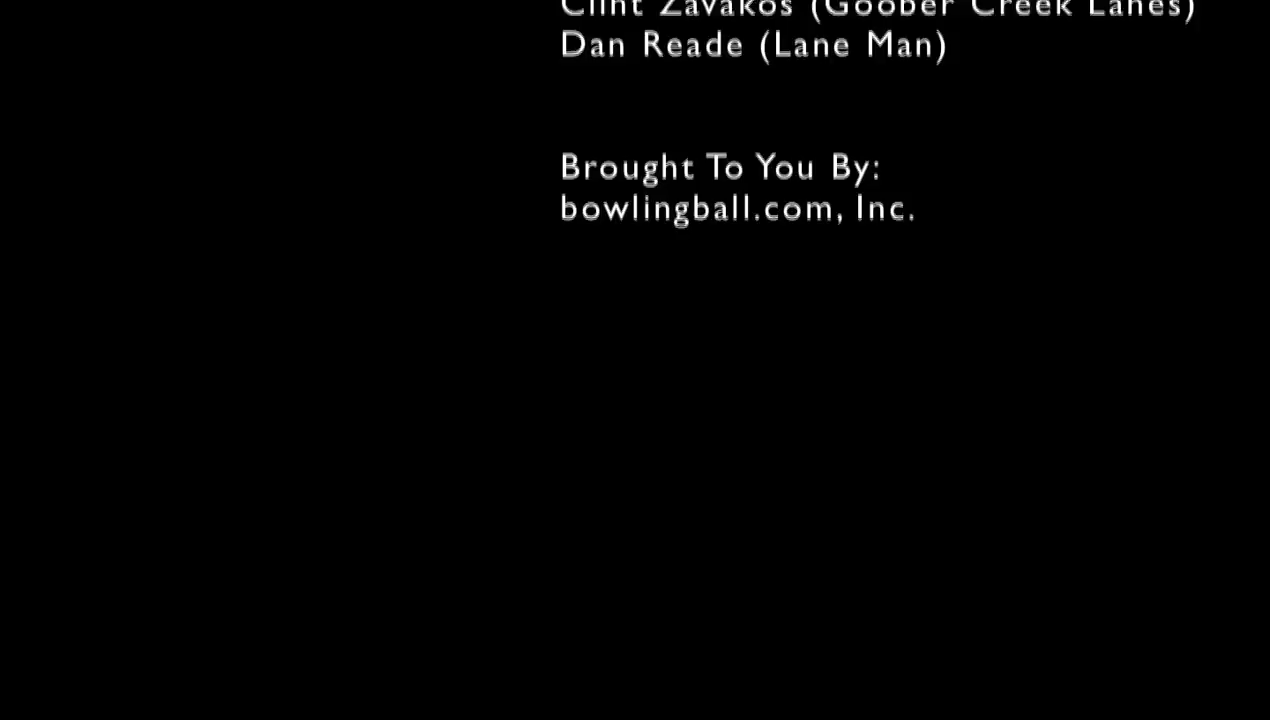 Clint Zavakos (Goober Creek Lanes)
Dan Reade (Lane Man)
Brought To You By:
bowlingball.com, Inc.